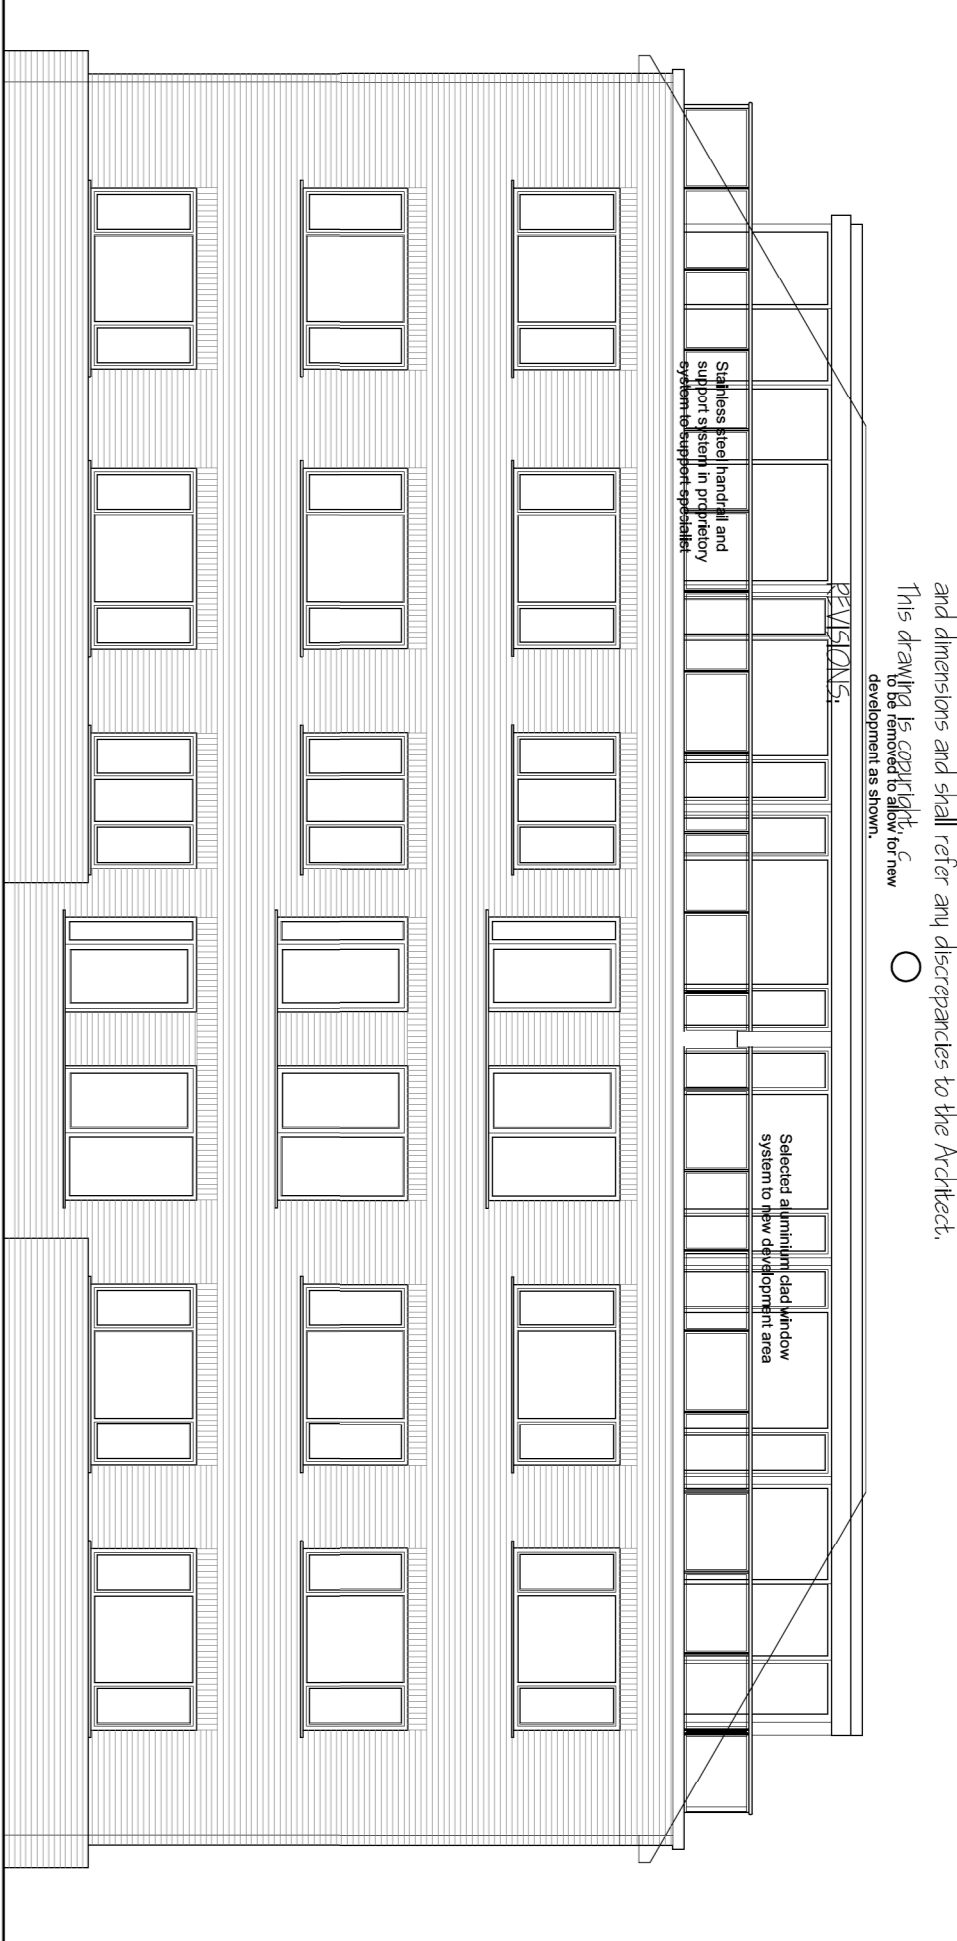 and dimensions and shall refer any discrepancies to the Architect.
This drawing is copyright. c
to be removed to allow for new
development as shown.
REVISIONS:
Selected aluminium clad window
system to new development area
Stainless steel handrail and
support system in proprietory
system to support specialist